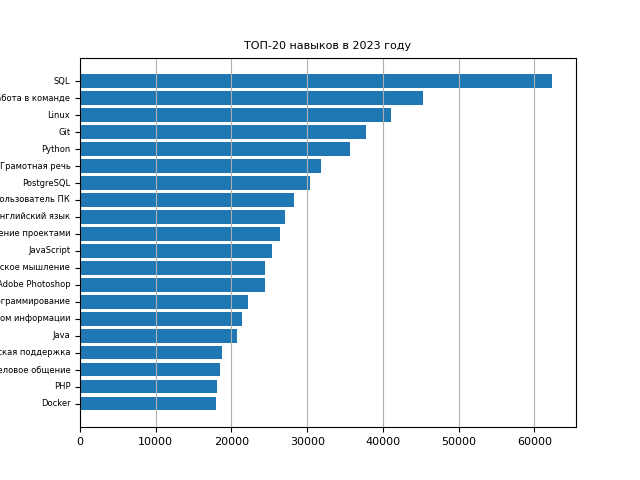 ТОП-20 навыков в 2023 году
SQL
бота в команде
Linux
Git
Python
Грамотная речь
PostgreSQL
ользователь ПК
нглийский язык
ение проектами
JavaScript
ское мышление
Adobe Photoshop
ограммирование
ом информации
Java
ская поддержка
еловое общение
PHP
Docker
0 10000 20000 30000 40000 50000 60000